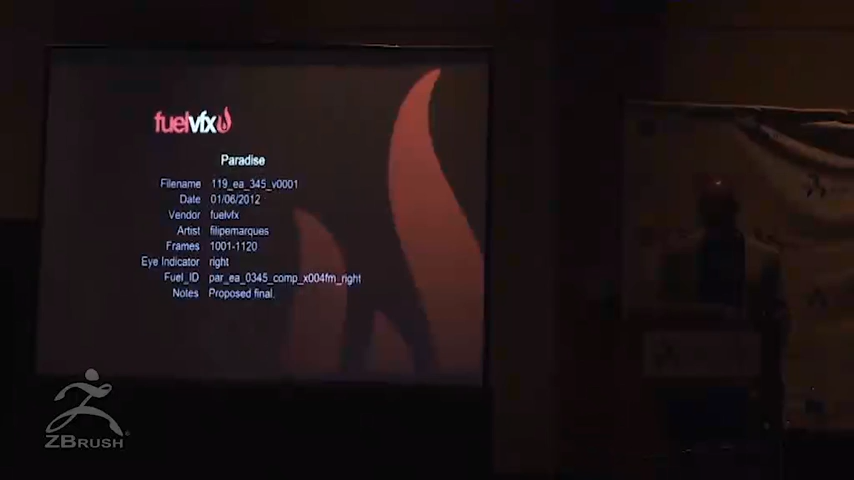 fuelvfx
Paradise
Filename 119_ea_345_v0001
Date 01/06/2012
Vendor fuelvfx
Artist filipemarques
Frames 1001-1120
Eye Indicator right
Fuel_ID par_ea_0345_comp_x004fm_right
Notes Proposed final.
ZBRUSH®